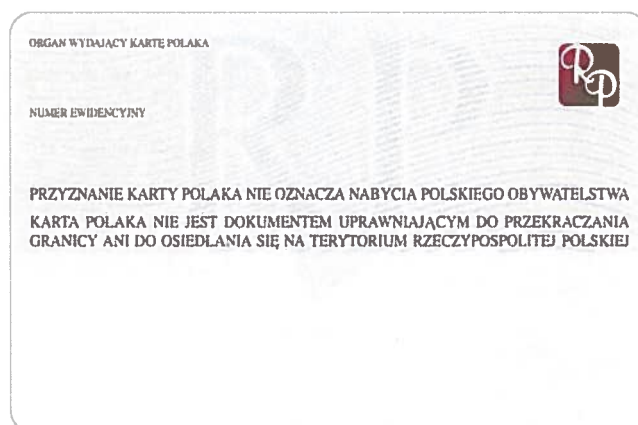 ORGAN WYDAJĄCY KARTĘ POLAKA
RP
NUMER EWIDENCYJNY
PRZYZNANIE KARTY POLAKA NIE OZNACZA NABYCIA POLSKIEGO OBYWATELSTWA
KARTA POLAKA NIE JEST DOKUMENTEM UPRAWNIAJĄCYM DO PRZEKRACZANIA
GRANICY ANI DO OSIEDLANIA SIĘ NA TERYTORIUM RZECZYPOSPOLITEJ POLSKIEJ